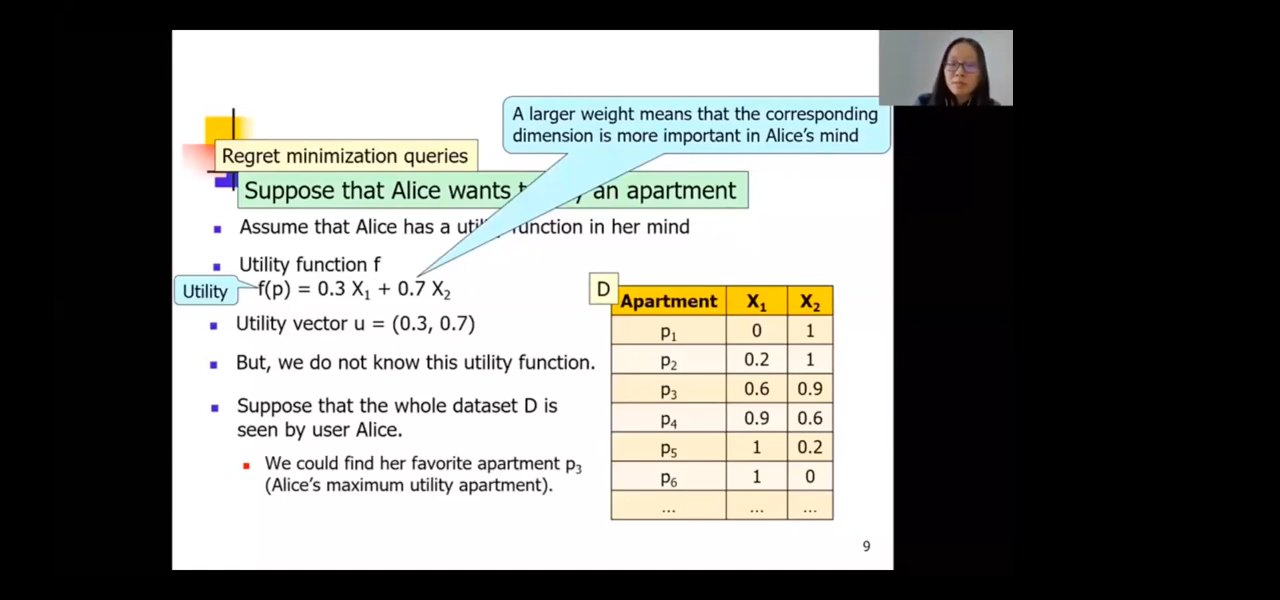 A larger weight means that the corresponding
dimension is more important in Alice's mind
Regret minimization queries
Suppose that Alice wants an apartment
Assume that Alice has a function in her mind
Utility function f
Utility
f(p) = 0.3 X₁ + 0.7 X₂
Utility vector u = (0.3, 0.7)
But, we do not know this utility function.
Suppose that the whole dataset D is
seen by user Alice.
We could find her favorite apartment p₃
(Alice's maximum utility apartment).
D
Apartment X₁ X₂
p₁ 0 1
p₂ 0.2 1
p₃ 0.6 0.9
p₄ 0.9 0.6
p₅ 1 0.2
p₆ 1 0
... ... ...
9